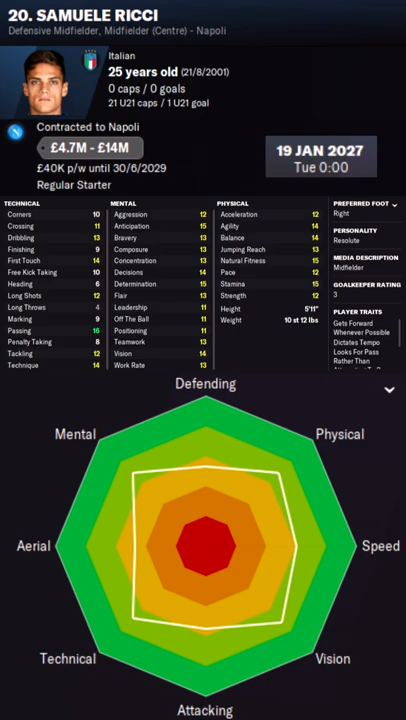 20. SAMUELE RICCI
Defensive Midfielder, Midfielder (Centre) - Napoli
Italian
25 years old (21/8/2001)
0 caps / 0 goals
21 U21 caps / 1 U21 goal
Contracted to Napoli
£4.7M - £14M
£40K p/w until 30/6/2029
Regular Starter
19 JAN 2027
Tue 0:00
TECHNICAL
Corners 10
Crossing 11
Dribbling 13
Finishing 9
First Touch 14
Free Kick Taking 10
Heading 6
Long Shots 12
Long Throws 4
Marking 9
Passing 16
Penalty Taking 8
Tackling 12
Technique 14
MENTAL
Aggression 12
Anticipation 15
Bravery 13
Composure 13
Concentration 13
Decisions 14
Determination 15
Flair 13
Leadership 11
Off The Ball 11
Positioning 11
Teamwork 13
Vision 14
Work Rate 13
PHYSICAL
Acceleration 12
Agility 14
Balance 14
Jumping Reach 13
Natural Fitness 15
Pace 12
Stamina 15
Strength 12
Height 5'11"
Weight 10 st 12 lbs
PREFERRED FOOT
Right
PERSONALITY
Resolute
MEDIA DESCRIPTION
Midfielder
GOALKEEPER RATING
3
PLAYER TRAITS
Gets Forward
Whenever Possible
Dictates Tempo
Looks For Pass
Rather Than
Defending
Mental
Physical
Aerial
Speed
Technical
Vision
Attacking